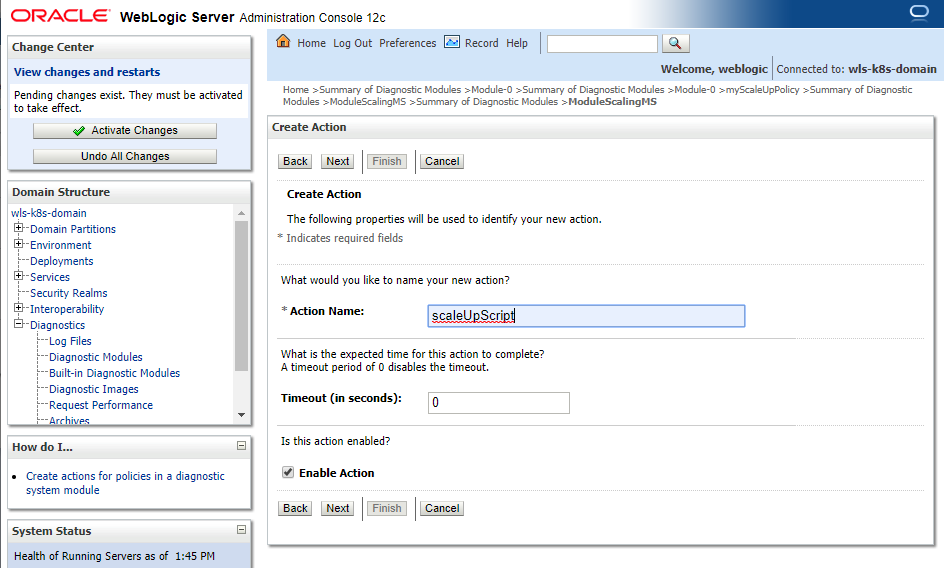 ORACLE® WebLogic Server Administration Console 12c
Change Center
View changes and restarts
Pending changes exist. They must be activated
to take effect.
Activate Changes
Undo All Changes
Domain Structure
wls-k8s-domain
Domain Partitions
Environment
Deployments
Services
Security Realms
Interoperability
Diagnostics
Log Files
Diagnostic Modules
Built-in Diagnostic Modules
Diagnostic Images
Request Performance
Archives
How do I...
Create actions for policies in a diagnostic
system module
System Status
Health of Running Servers as of 1:45 PM
Home Log Out Preferences Record Help
Welcome, weblogic Connected to: wls-k8s-domain
Home >Summary of Diagnostic Modules >Module-0 >Summary of Diagnostic Modules >Module-0 >myScaleUpPolicy >Summary of Diagnostic
Modules >ModuleScalingMS >Summary of Diagnostic Modules >ModuleScalingMS
Create Action
Back Next Finish Cancel
Create Action
The following properties will be used to identify your new action.
* Indicates required fields
What would you like to name your new action?
* Action Name: scaleUpScript
What is the expected time for this action to complete?
A timeout period of 0 disables the timeout.
Timeout (in seconds): 0
Is this action enabled?
Enable Action
Back Next Finish Cancel